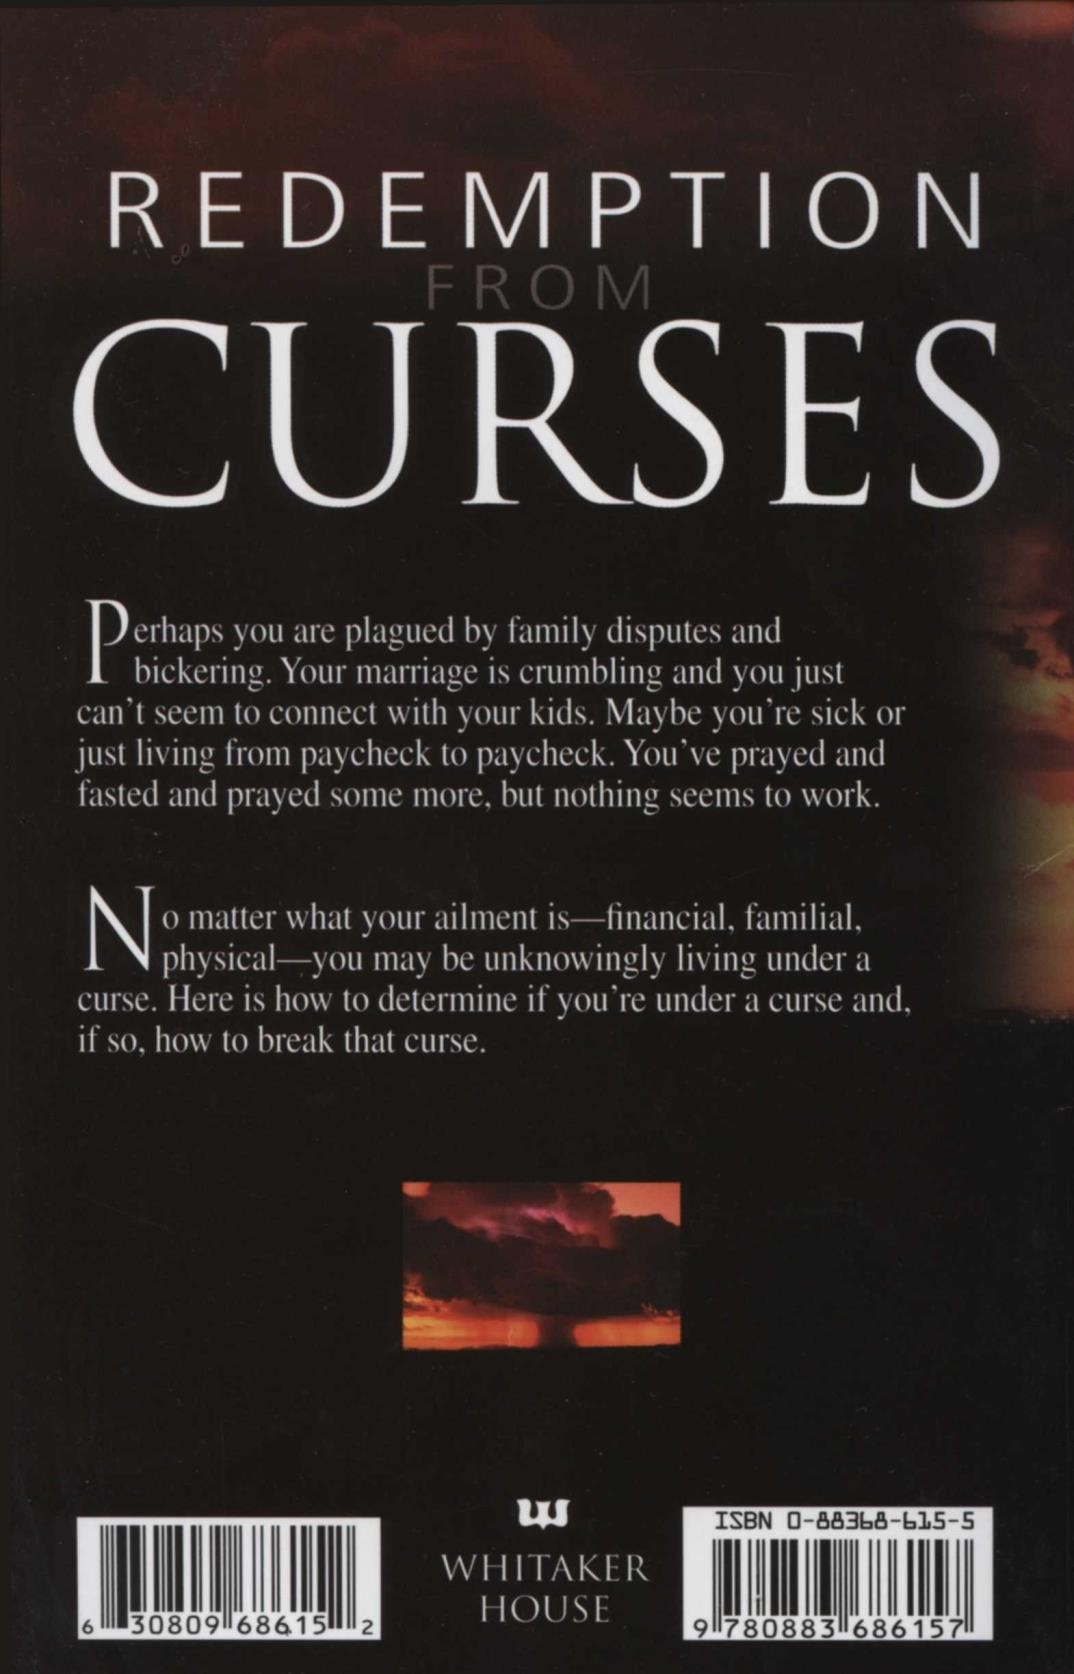 REDEMPTION
FROM
CURSES
Perhaps you are plagued by family disputes and
bickering. Your marriage is crumbling and you just
can't seem to connect with your kids. Maybe you're sick or
just living from paycheck to paycheck. You've prayed and
fasted and prayed some more, but nothing seems to work.
No matter what your ailment is—financial, familial,
physical—you may be unknowingly living under a
curse. Here is how to determine if you're under a curse and,
if so, how to break that curse.
6 30809 68615 2
WHITAKER
HOUSE
ISBN 0-88368-615-5
9 780883 686157